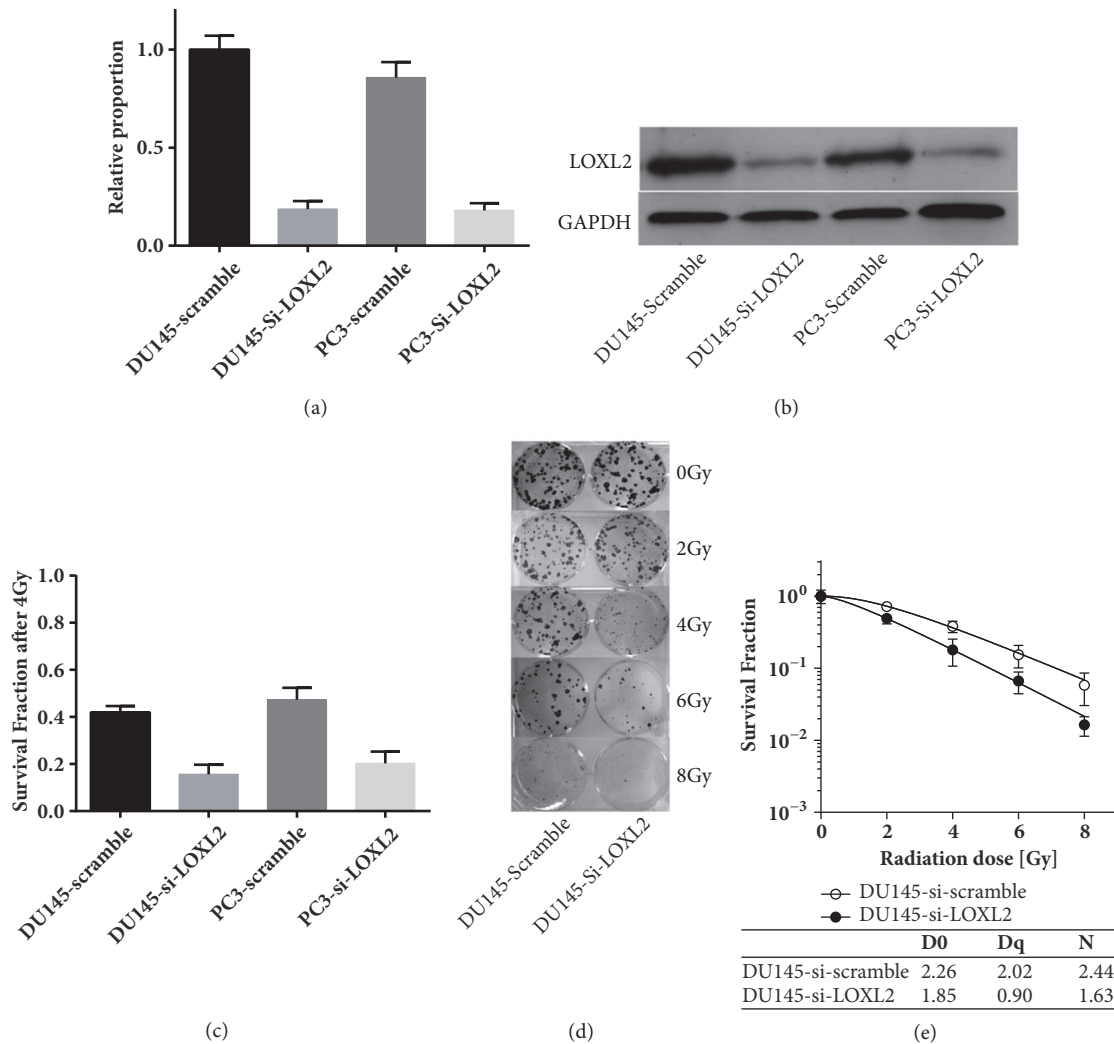 Relative proportion
1.0
0.5
0.0
DU145-scramble
DU145-Si-LOXL2
PC3-scramble
PC3-Si-LOXL2
(a)
LOXL2
GAPDH
DU145-Scramble
DU145-Si-LOXL2
PC3-Scramble
PC3-Si-LOXL2
(b)
Survival Fraction after 4Gy
1.0
0.8
0.6
0.4
0.2
0.0
DU145-scramble
DU145-si-LOXL2
PC3-scramble
PC3-si-LOXL2
(c)
0Gy
2Gy
4Gy
6Gy
8Gy
DU145-Scramble
DU145-Si-LOXL2
(d)
Survival Fraction
10⁰
10⁻¹
10⁻²
10⁻³
0 2 4 6 8
Radiation dose [Gy]
DU145-si-scramble
DU145-si-LOXL2
D0 Dq N
DU145-si-scramble 2.26 2.02 2.44
DU145-si-LOXL2 1.85 0.90 1.63
(e)